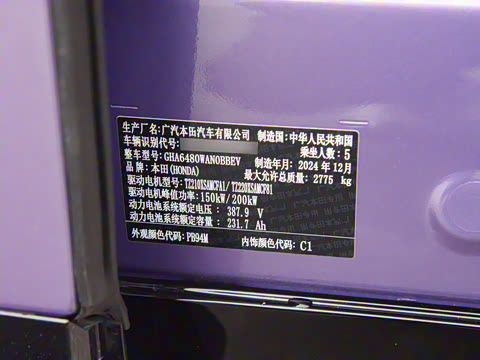 生产厂名: 广汽本田汽车有限公司 制造国: 中华人民共和国
车辆识别代号: 乘坐人数: 5
整车型号: GHA6480WAN0BBEV 制造年月: 2024 年 12月
品牌: 本田(HONDA) 最大允许总质量: 2775 kg
驱动电机型号: TZ210XSAMCFA1/ TZ220XSAMCF81
驱动电机峰值功率: 150kW/200kW
动力电池系统额定电压 : 387.9 V
动力电池系统额定容量 : 231.7 Ah
外观颜色代码: PB94M 内饰颜色代码: C1